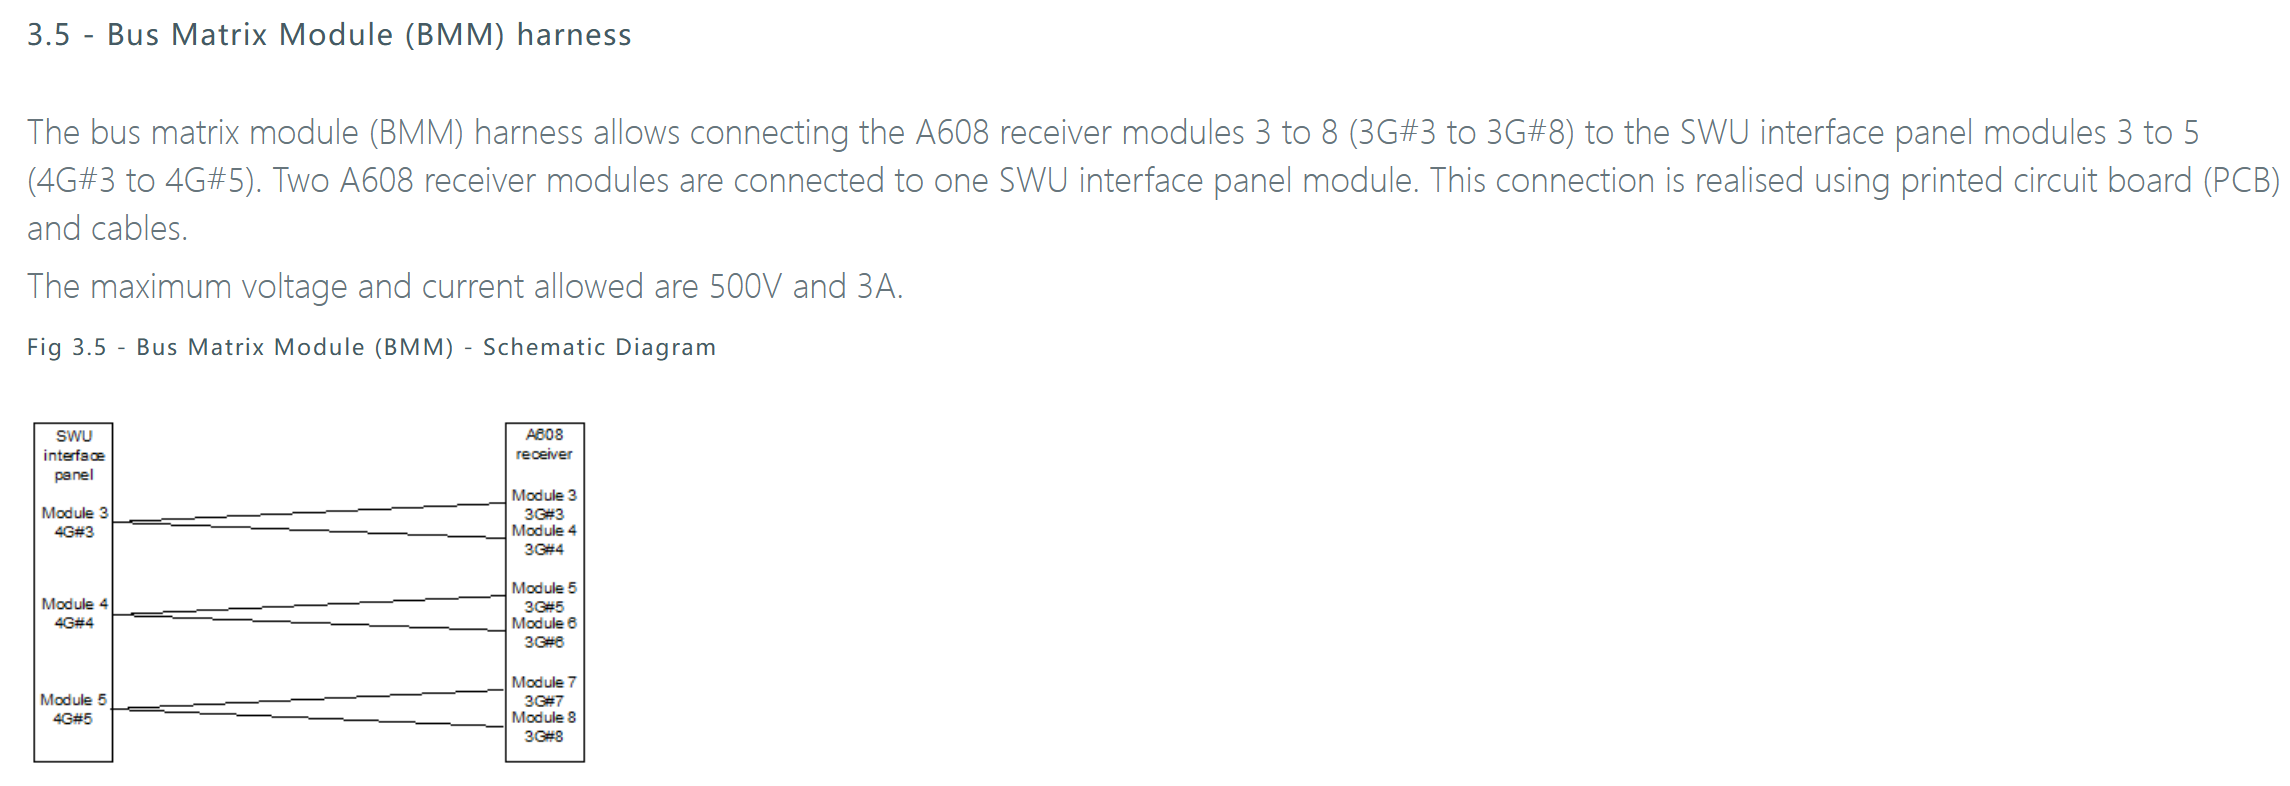 3.5 - Bus Matrix Module (BMM) harness
The bus matrix module (BMM) harness allows connecting the A608 receiver modules 3 to 8 (3G#3 to 3G#8) to the SWU interface panel modules 3 to 5
(4G#3 to 4G#5). Two A608 receiver modules are connected to one SWU interface panel module. This connection is realised using printed circuit board (PCB)
and cables.
The maximum voltage and current allowed are 500V and 3A.
Fig 3.5 - Bus Matrix Module (BMM) - Schematic Diagram
SWU
interface
panel
Module 3
4G#3
Module 4
4G#4
Module 5
4G#5
A608
receiver
Module 3
3G#3
Module 4
3G#4
Module 5
3G#5
Module 6
3G#6
Module 7
3G#7
Module 8
3G#8